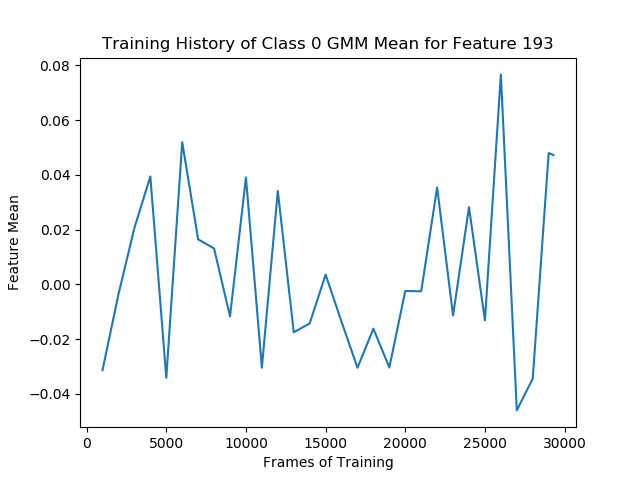 Training History of Class 0 GMM Mean for Feature 193
0.08
0.06
0.04
0.02
0.00
−0.02
−0.04
Feature Mean
0 5000 10000 15000 20000 25000 30000
Frames of Training